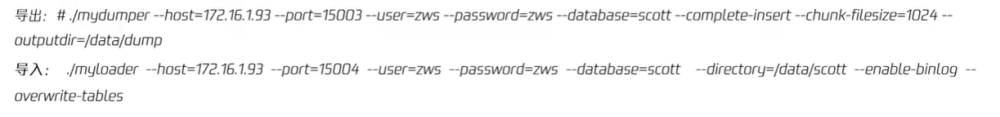 导出：# ./mydumper --host=172.16.1.93 --port=15003 --user=zws --password=zws --database=scott --complete-insert --chunk-filesize=1024 --
outputdir=/data/dump
导入： ./myloader --host=172.16.1.93 --port=15004 --user=zws --password=zws --database=scott --directory=/data/scott --enable-binlog --
overwrite-tables